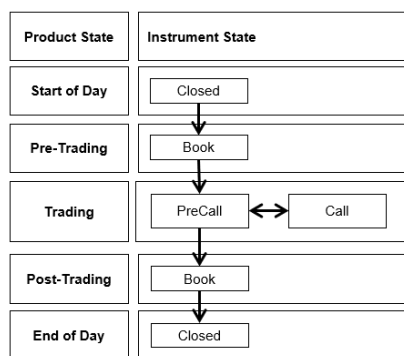 Product State Instrument State
Start of Day Closed
Pre-Trading Book
Trading PreCall Call
Post-Trading Book
End of Day Closed